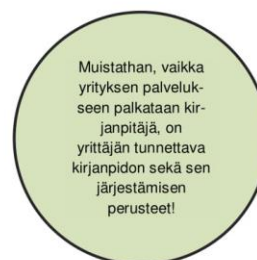 Muistathan, vaikka
yrityksen palveluk-
seen palkataan kir-
janpitäjä, on
yrittäjän tunnettava
kirjanpidon sekä sen
järjestämisen
perusteet!